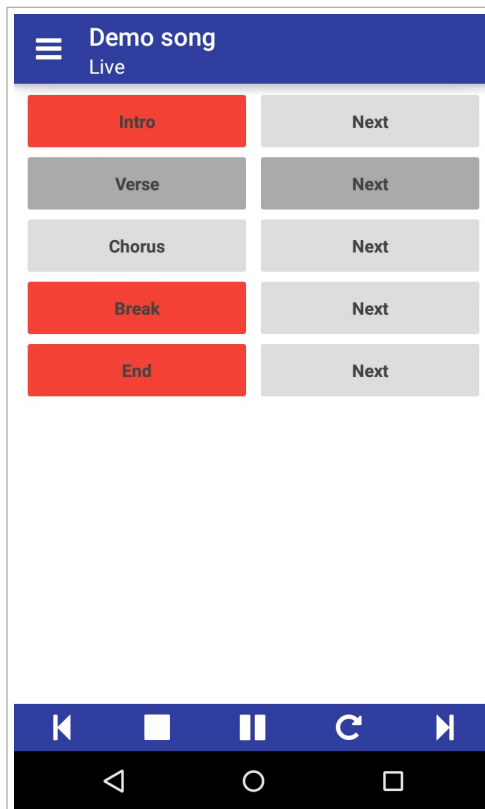 Demo song
Live
Intro Next
Verse Next
Chorus Next
Break Next
End Next